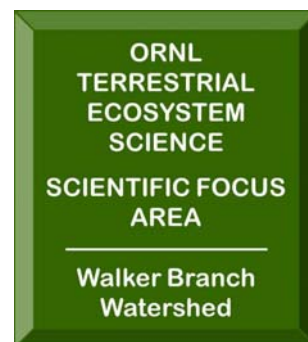 ORNL
TERRESTRIAL
ECOSYSTEM
SCIENCE
SCIENTIFIC FOCUS
AREA
Walker Branch
Watershed